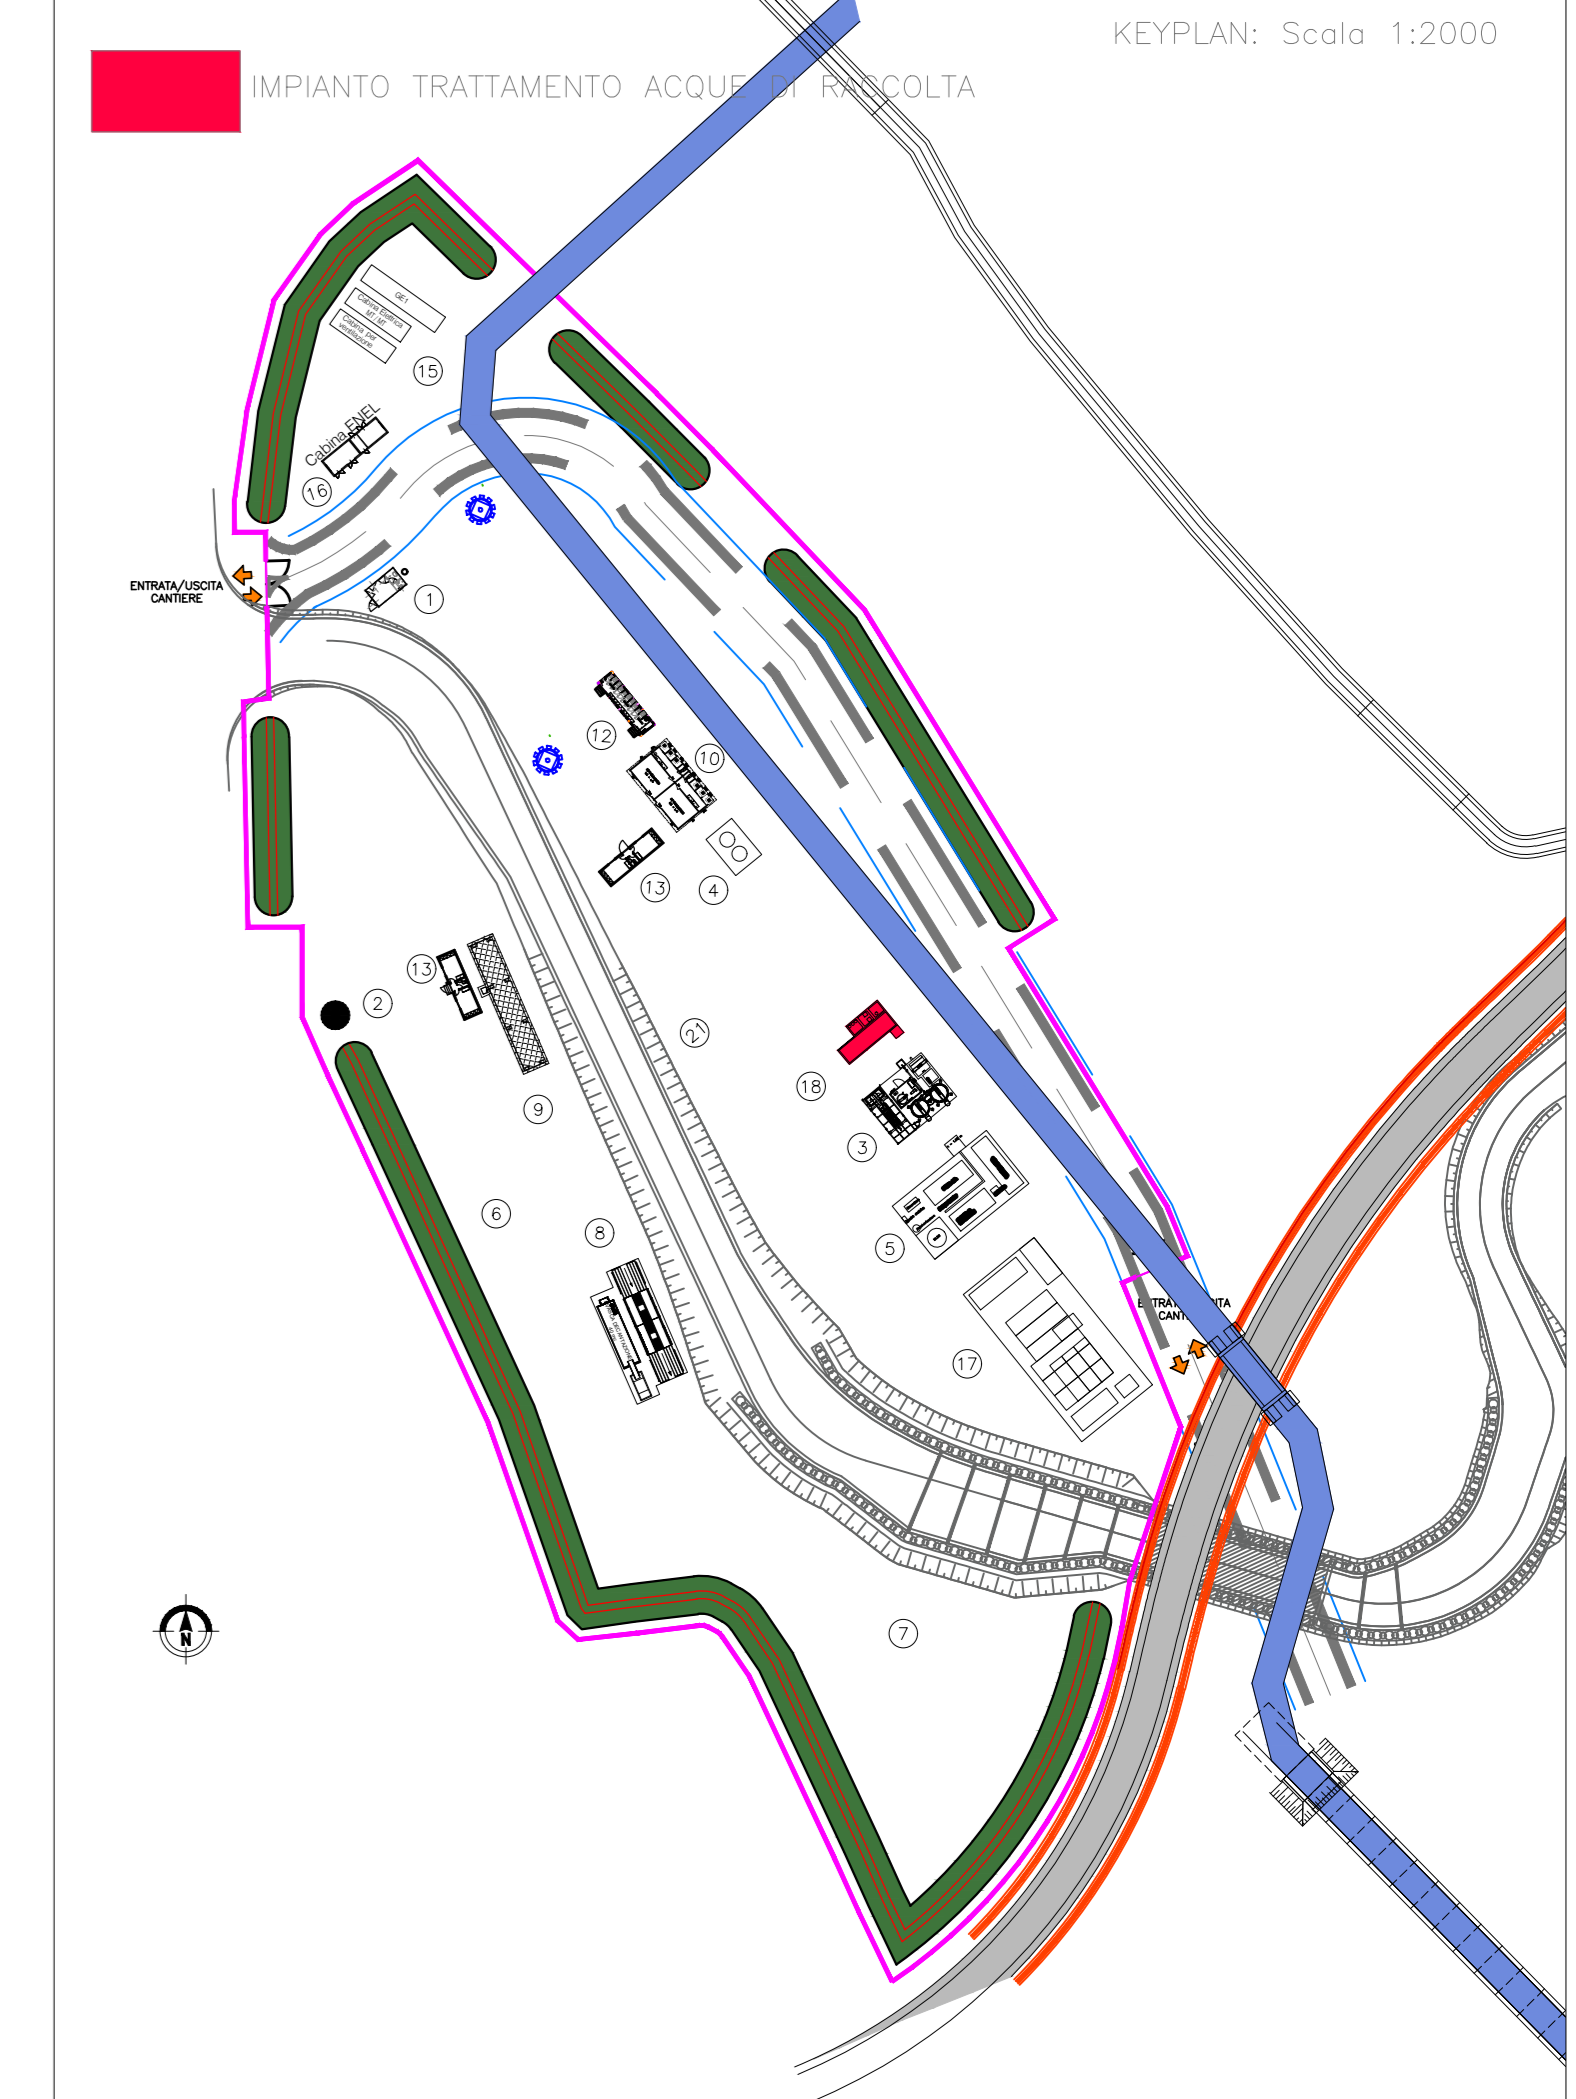 KEYPLAN: Scala 1:2000
IMPIANTO TRATTAMENTO ACQUE DI RACCOLTA
GE1
Cabina Elettrica
MT / MT
Cabina per
ventilazione
15
Cabina ENEL
16
ENTRATA/USCITA
CANTIERE
1
12
10
13
4
13
2
21
9
18
3
6
8
5
17
7
N